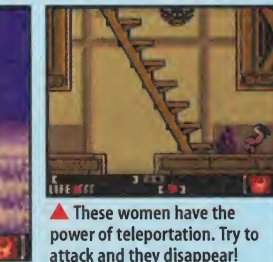 LIFE
▲ These women have the
power of teleportation. Try to
attack and they disappear!